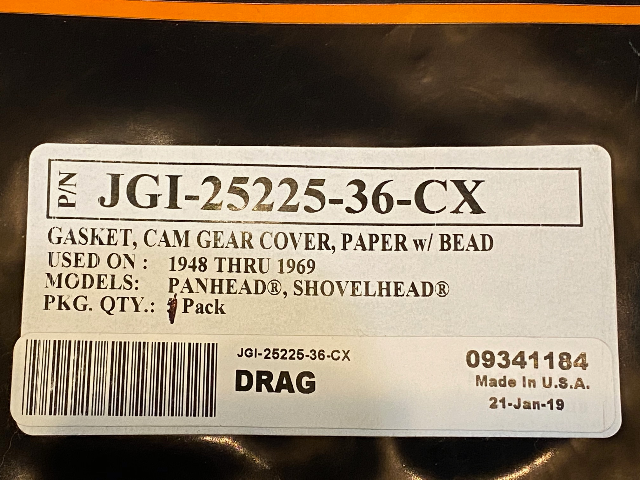 P/N JGI-25225-36-CX
GASKET, CAM GEAR COVER, PAPER w/ BEAD
USED ON : 1948 THRU 1969
MODELS: PANHEAD®, SHOVELHEAD®
PKG. QTY.: Pack
JGI-25225-36-CX
DRAG
09341184
Made In U.S.A.
21-Jan-19